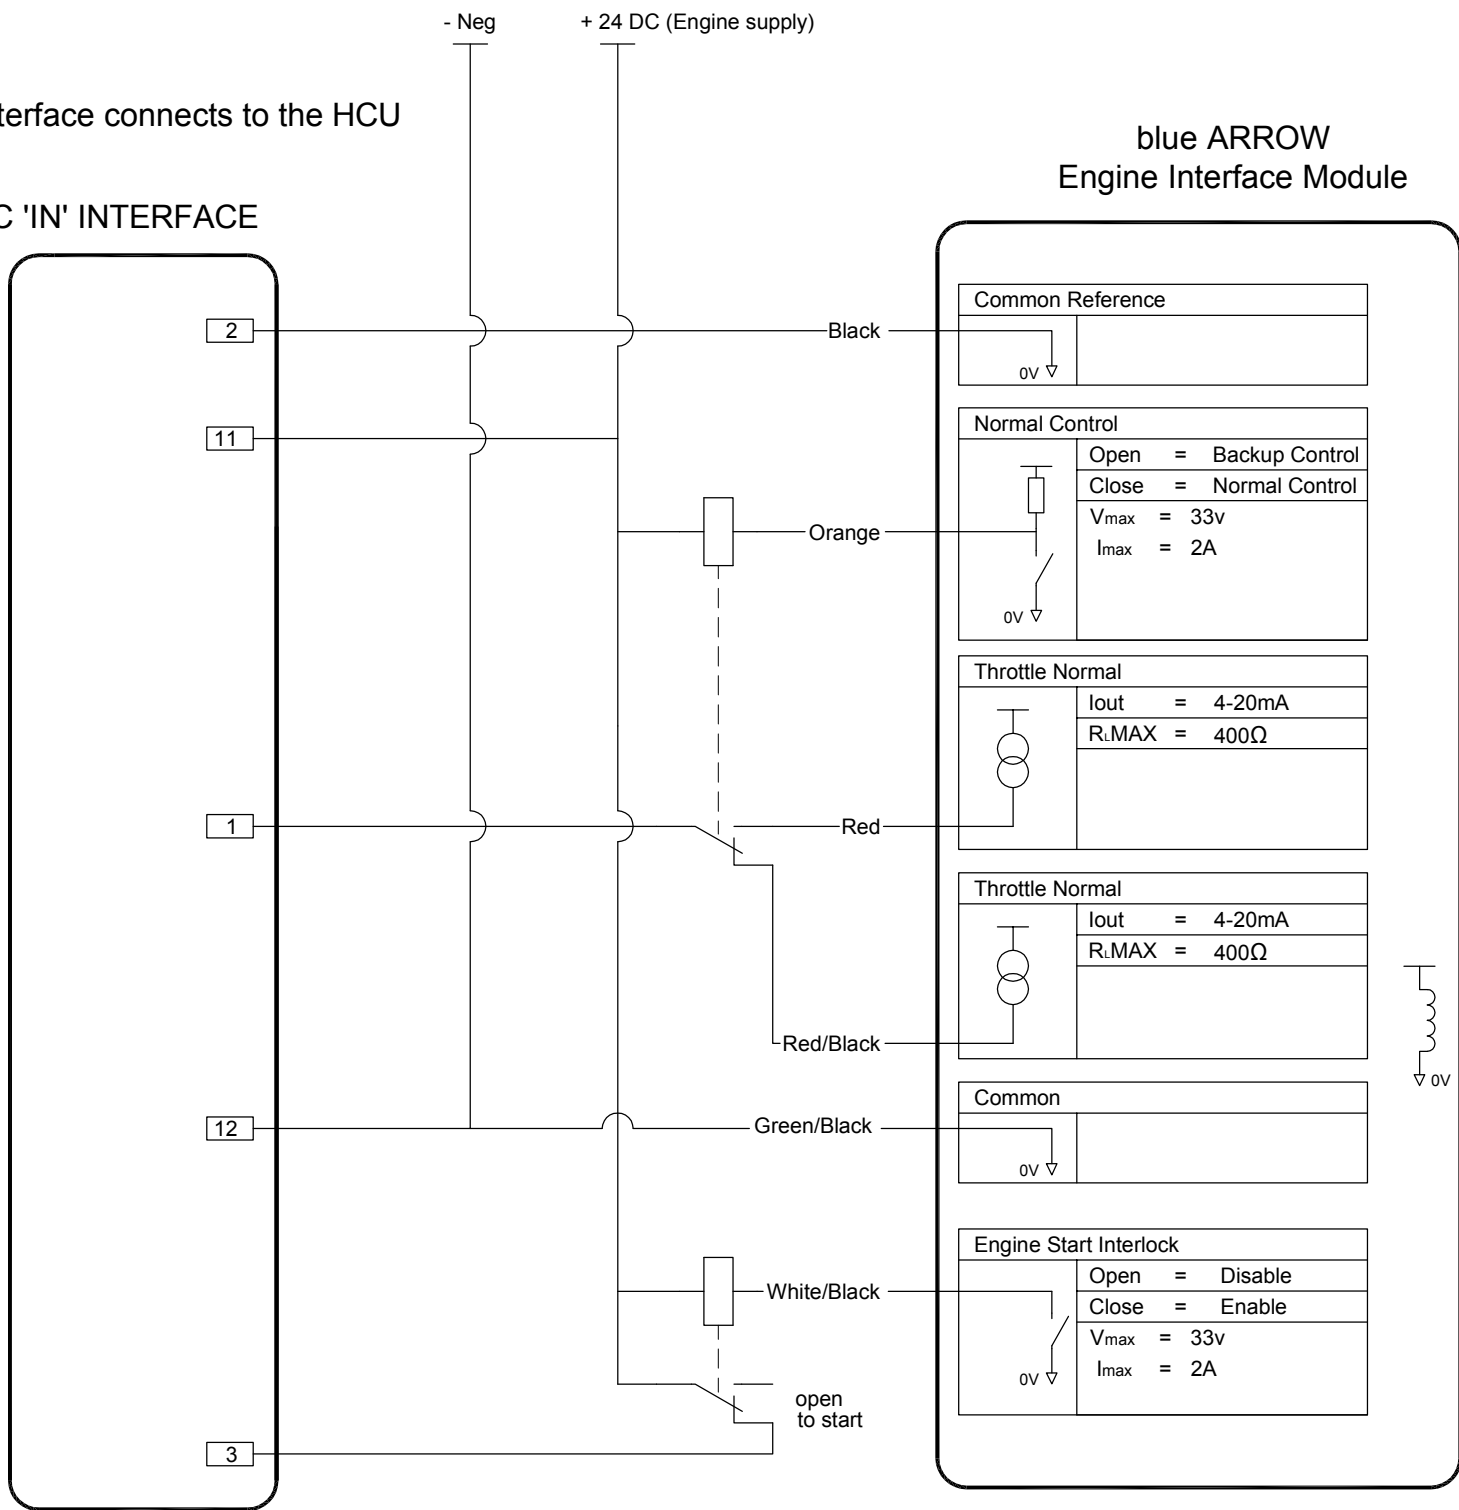 - Neg
+ 24 DC (Engine supply)
terface connects to the HCU
blue ARROW
Engine Interface Module
C 'IN' INTERFACE
2
Black
Common Reference
0V
11
Normal Control
Open = Backup Control
Close = Normal Control
Vmax = 33v
Imax = 2A
0V
Orange
Throttle Normal
Iout = 4-20mA
RLMAX = 400Ω
1
Red
Throttle Normal
Iout = 4-20mA
RLMAX = 400Ω
Red/Black
0V
12
Green/Black
Common
0V
Engine Start Interlock
Open = Disable
Close = Enable
Vmax = 33v
Imax = 2A
0V
White/Black
open
to start
3